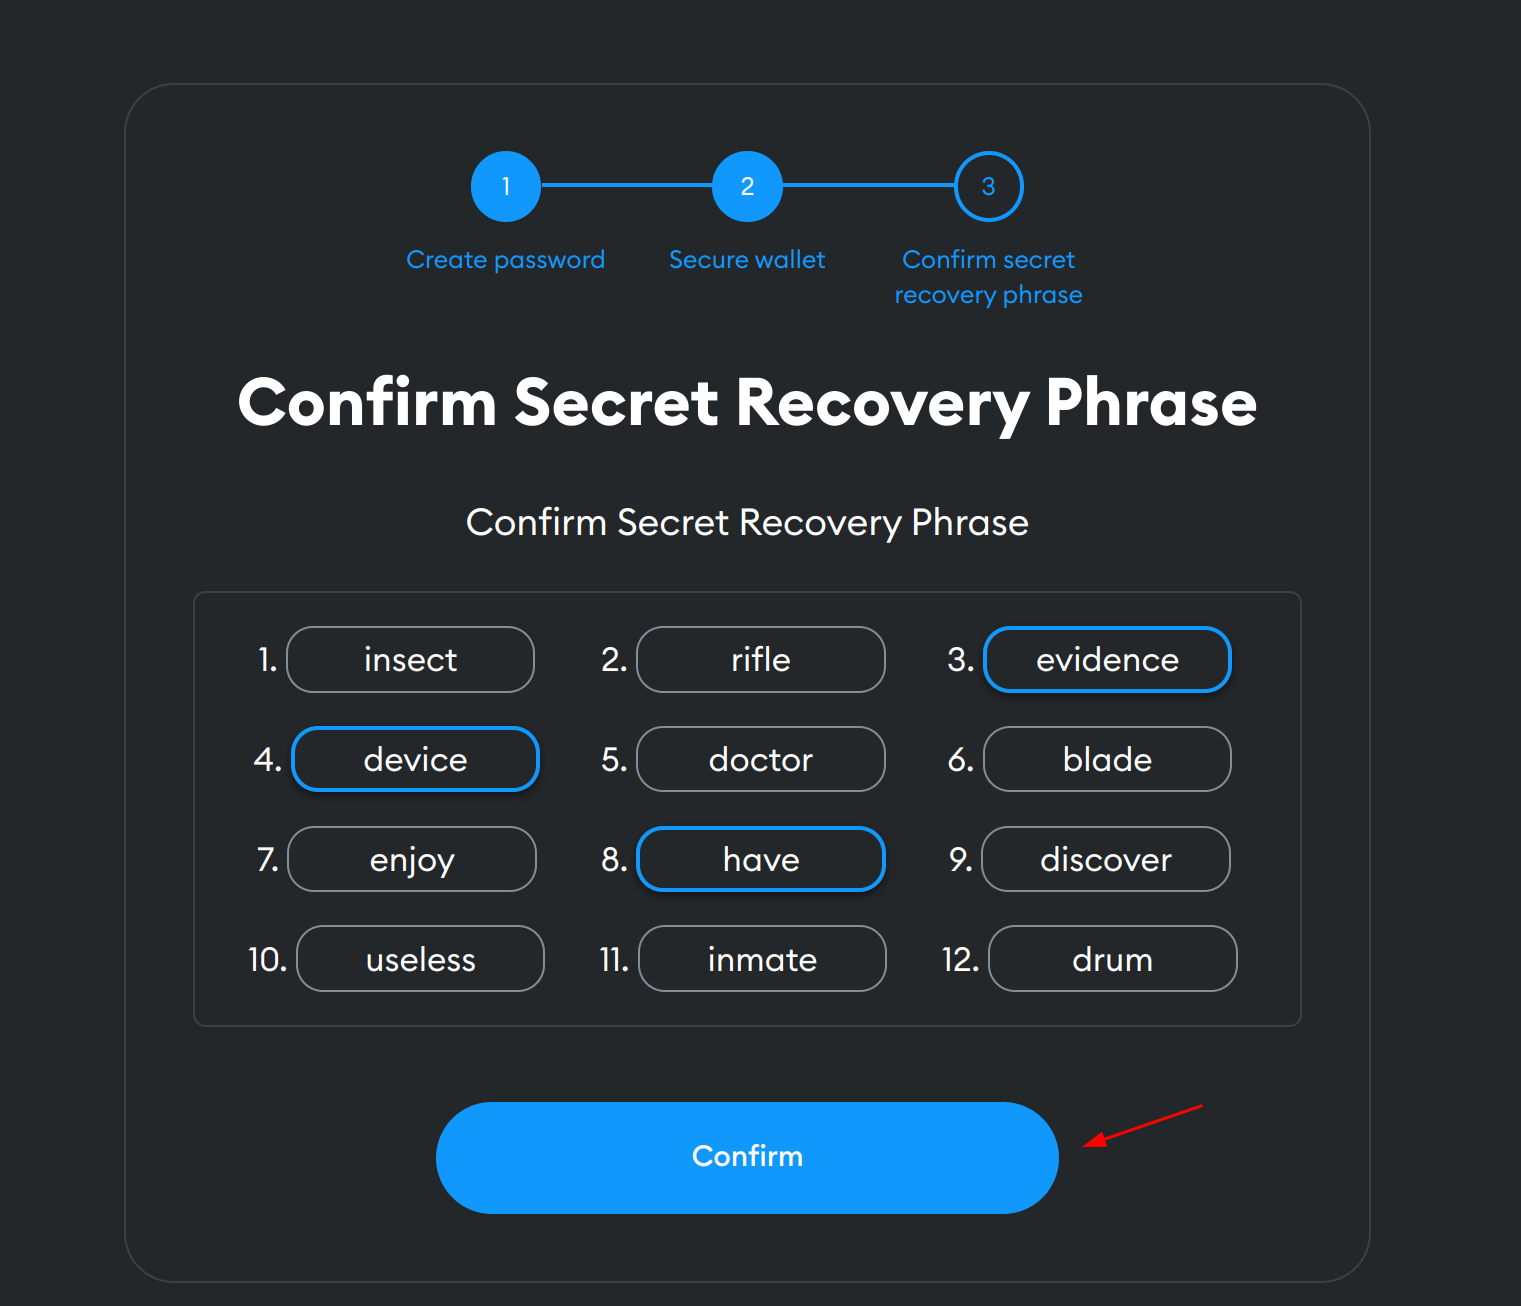 1 2 3
Create password Secure wallet Confirm secret
recovery phrase
Confirm Secret Recovery Phrase
Confirm Secret Recovery Phrase
1. insect 2. rifle 3. evidence
4. device 5. doctor 6. blade
7. enjoy 8. have 9. discover
10. useless 11. inmate 12. drum
Confirm